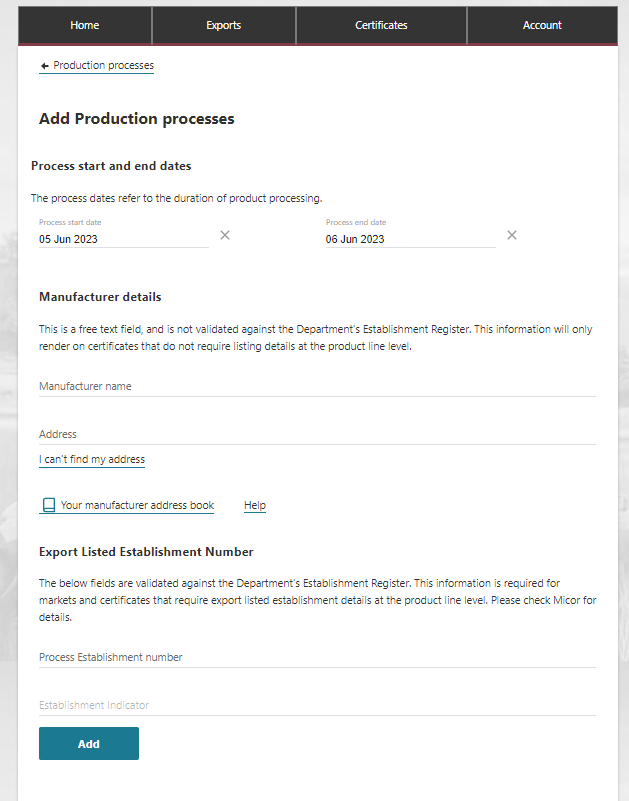 Home Exports Certificates Account
Production processes
Add Production processes
Process start and end dates
The process dates refer to the duration of product processing.
Process start date Process end date
05 Jun 2023 06 Jun 2023
Manufacturer details
This is a free text field, and is not validated against the Department's Establishment Register. This information will only
render on certificates that do not require listing details at the product line level.
Manufacturer name
Address
I can't find my address
Your manufacturer address book Help
Export Listed Establishment Number
The below fields are validated against the Department's Establishment Register. This information is required for
markets and certificates that require export listed establishment details at the product line level. Please check Micor for
details.
Process Establishment number
Establishment Indicator
Add